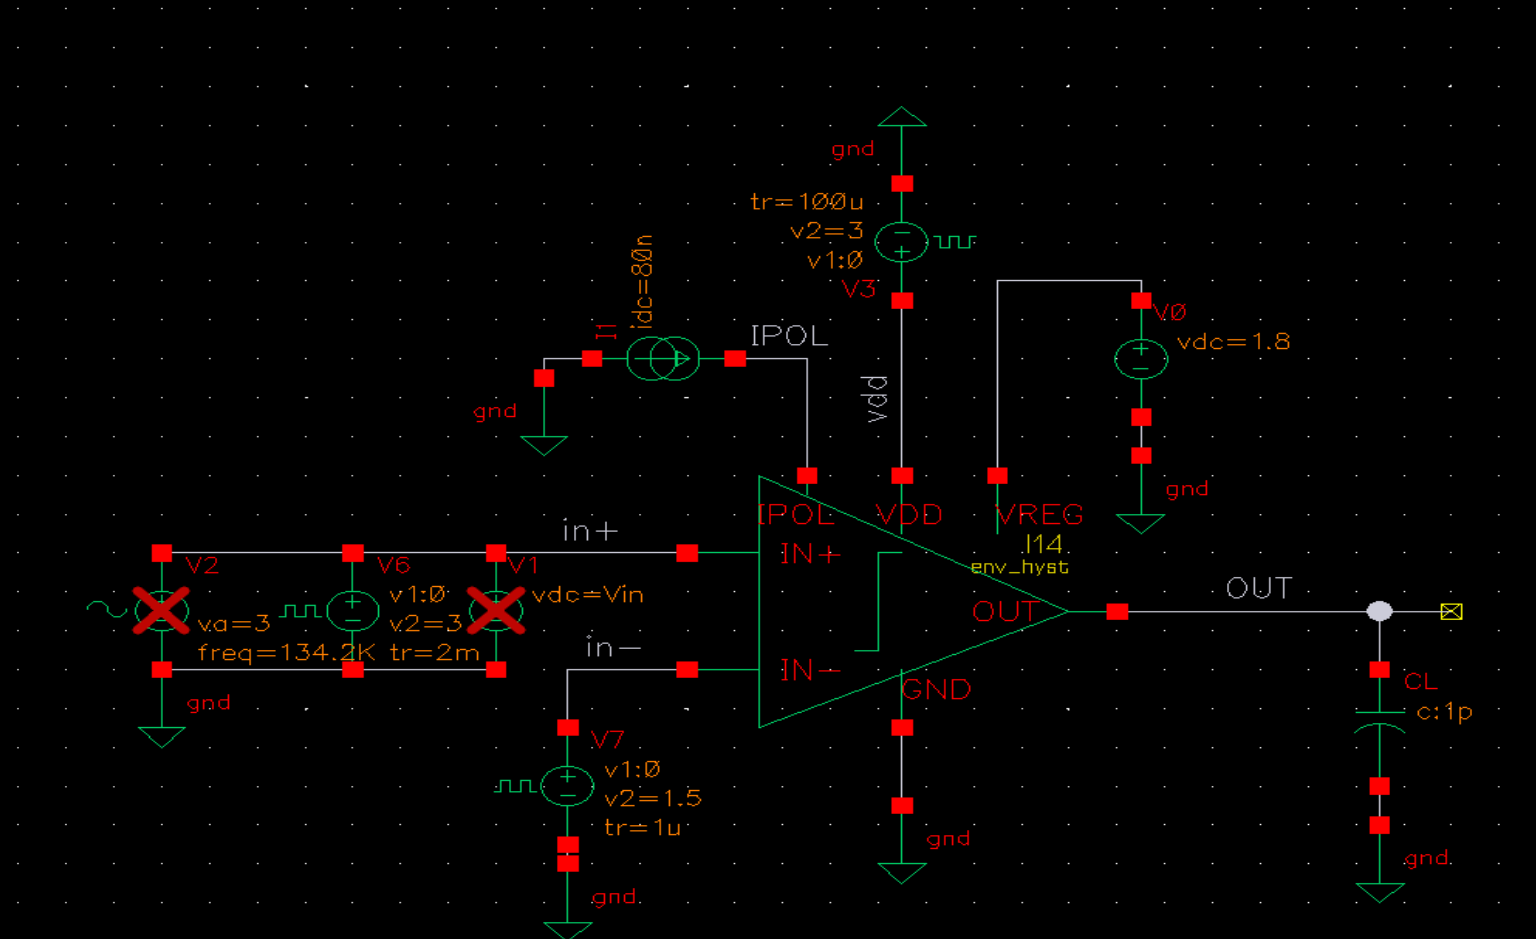 gnd
tr=100u
v2=3
v1:0
V3
idc=80n
I1
IPOL
gnd
vdd
V0
vdc=1.8
gnd
IPOL
VDD
VREG
I14
env_hyst
in+
IN+
V2
V6
V1
v1:0
vdc=Vin
va=3
v2=3
freq=134.2K
tr=2m
OUT
OUT
in-
IN-
GND
gnd
CL
c:1p
V7
v1:0
v2=1.5
tr=1u
gnd
gnd
gnd